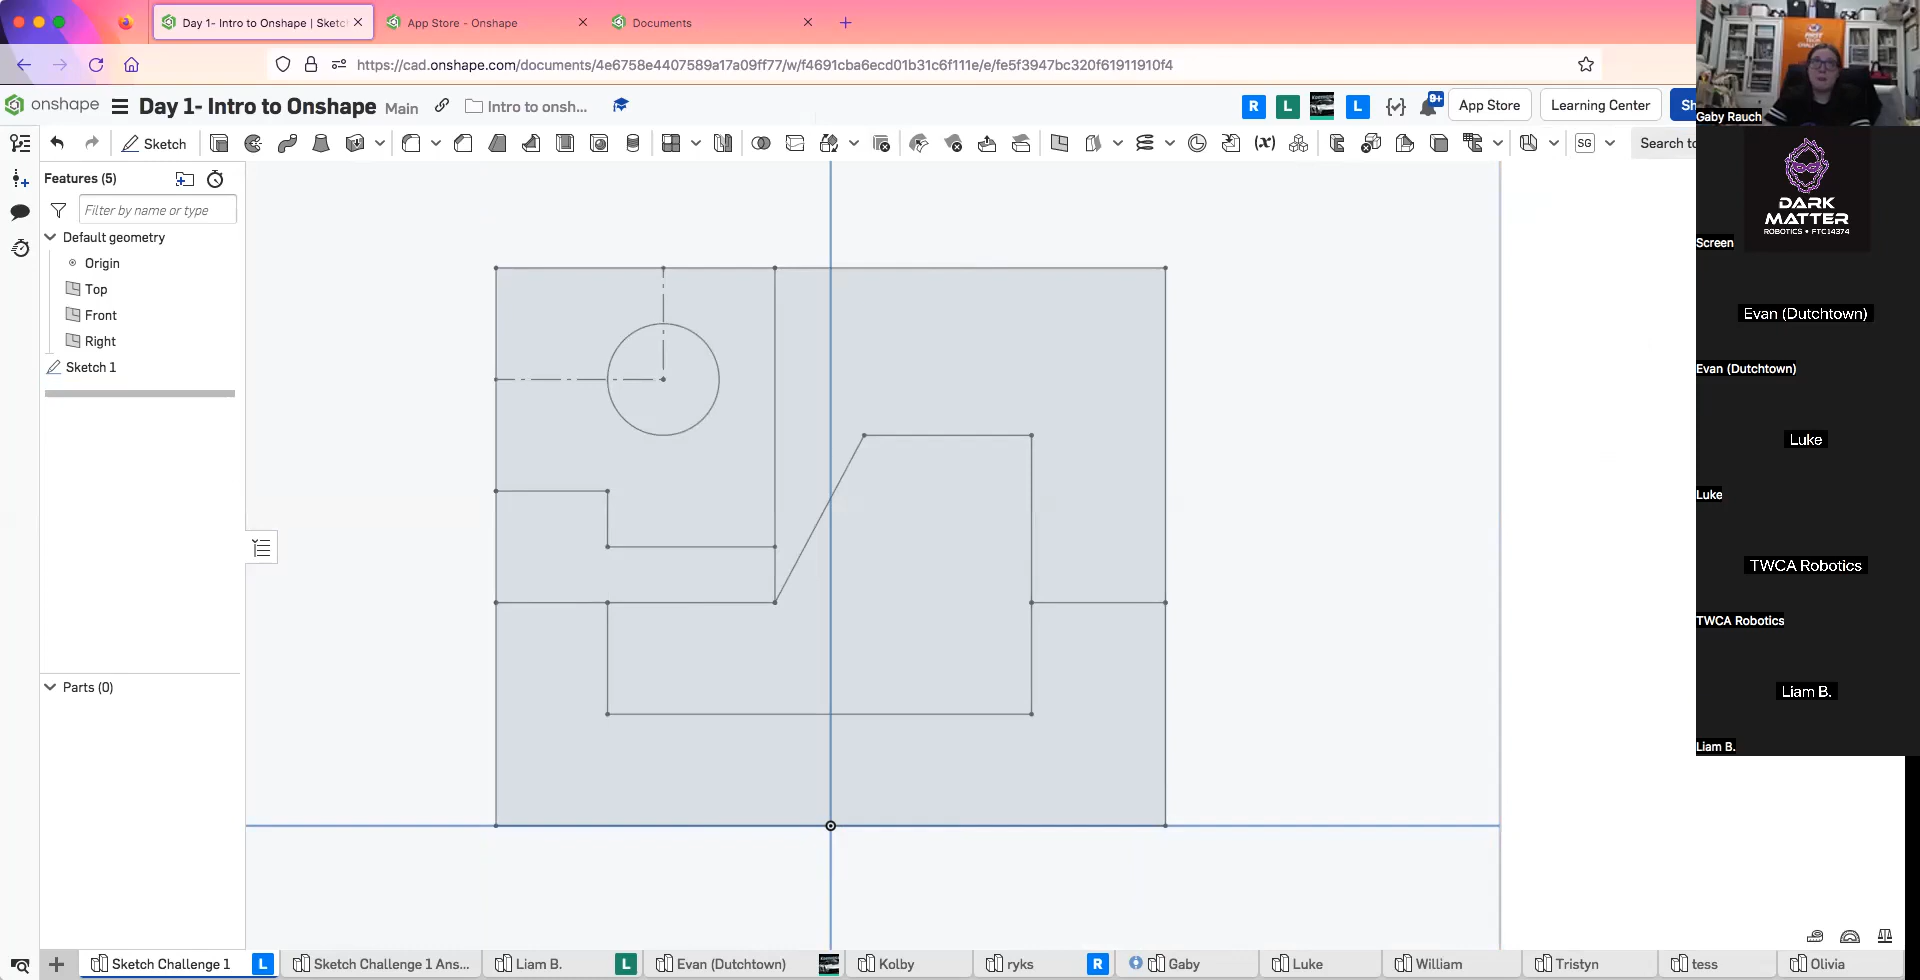 Day 1- Intro to Onshape | Sketc
App Store - Onshape
Documents
https://cad.onshape.com/documents/4e6758e4407589a17a09ff77/w/f4691cba6ecd01b31c6f111e/e/fe5f3947bc320f61911910f4
onshape
Day 1- Intro to Onshape
Main
Intro to onsh...
R
L
L
9+
App Store
Learning Center
Sh
Sketch
(x)
SG
Search to
Features (5)
Filter by name or type
Default geometry
Origin
Top
Front
Right
Sketch 1
Parts (0)
Gaby Rauch
DARK
MATTER
ROBOTICS • FTC14374
Screen
Evan (Dutchtown)
Evan (Dutchtown)
Luke
Luke
TWCA Robotics
TWCA Robotics
Liam B.
Liam B.
Sketch Challenge 1
L
Sketch Challenge 1 Ans...
Liam B.
L
Evan (Dutchtown)
Kolby
ryks
R
Gaby
Luke
William
Tristyn
tess
Olivia